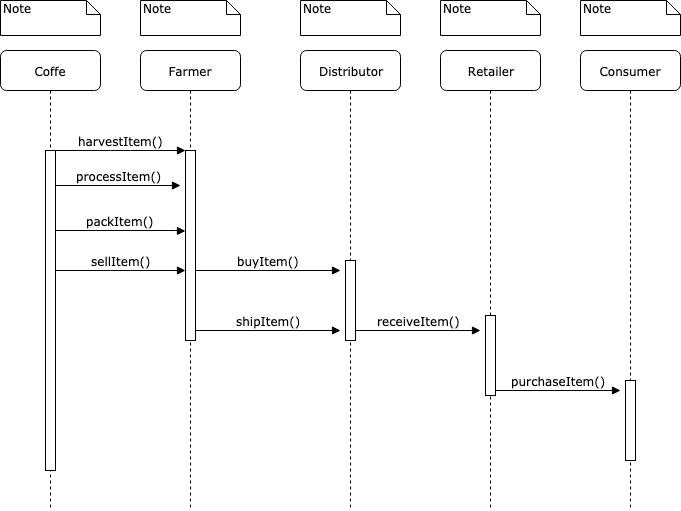 Note
Note
Note
Note
Note
Coffe
Farmer
Distributor
Retailer
Consumer
harvestItem()
processItem()
packItem()
sellItem()
buyItem()
shipItem()
receiveItem()
purchaseItem()